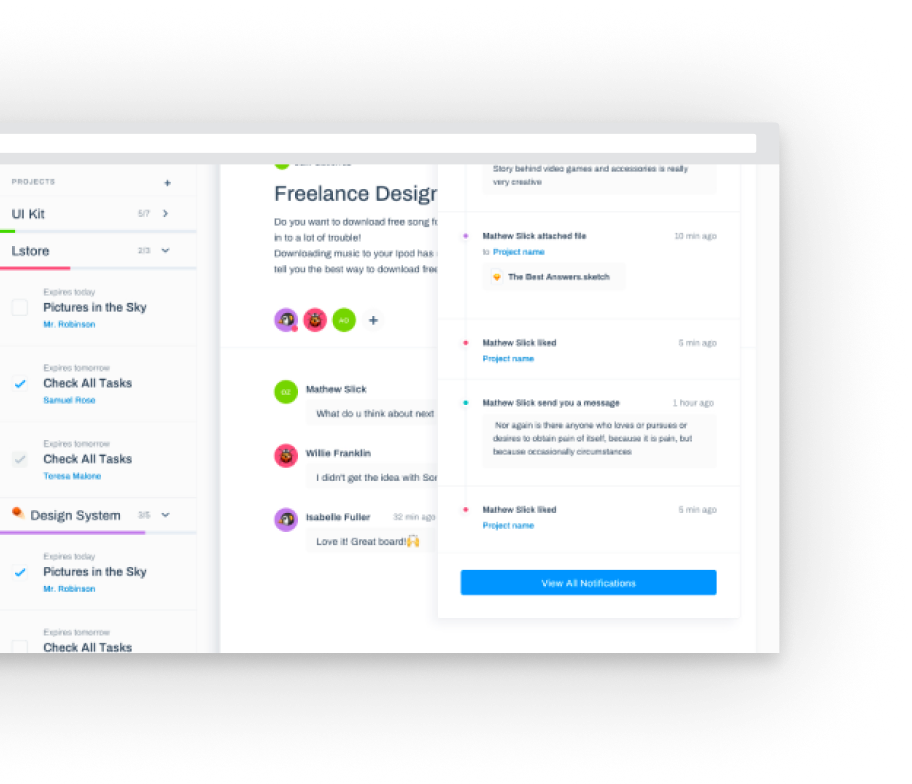 PROJECTS
+
UI Kit 5/7
Lstore 2/3
Expires today
Pictures in the Sky
Mr. Robinson
Expires tomorrow
Check All Tasks
Samuel Rose
Expires tomorrow
Check All Tasks
Teresa Malone
Design System 3/5
Expires today
Pictures in the Sky
Mr. Robinson
Expires tomorrow
Check All Tasks
Freelance Design
Do you want to download free song
in to a lot of trouble!
Downloading music to your Ipod has
tell you the best way to download free
AO
+
OZ
Mathew Slick
What do u think about next
Willie Franklin
I didn't get the idea with
Isabelle Fuller 32 min ago
Love it! Great board!🙌
Story behind video games and accessories is really
very creative
Mathew Slick attached file 10 min ago
to Project name
The Best Answers.sketch
Mathew Slick liked 5 min ago
Project name
Mathew Slick send you a message 1 hour ago
Nor again is there anyone who loves or pursues or
desires to obtain pain of itself, because it is pain, but
because occasionally circumstances
Mathew Slick liked 5 min ago
Project name
View All Notifications